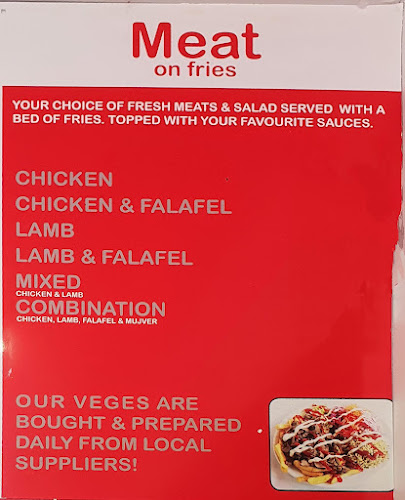 Meat
on fries
YOUR CHOICE OF FRESH MEATS & SALAD SERVED WITH A
BED OF FRIES. TOPPED WITH YOUR FAVOURITE SAUCES.
CHICKEN
CHICKEN & FALAFEL
LAMB
LAMB & FALAFEL
MIXED
CHICKEN & LAMB
COMBINATION
CHICKEN, LAMB, FALAFEL & MUJVER
OUR VEGES ARE
BOUGHT & PREPARED
DAILY FROM LOCAL
SUPPLIERS!